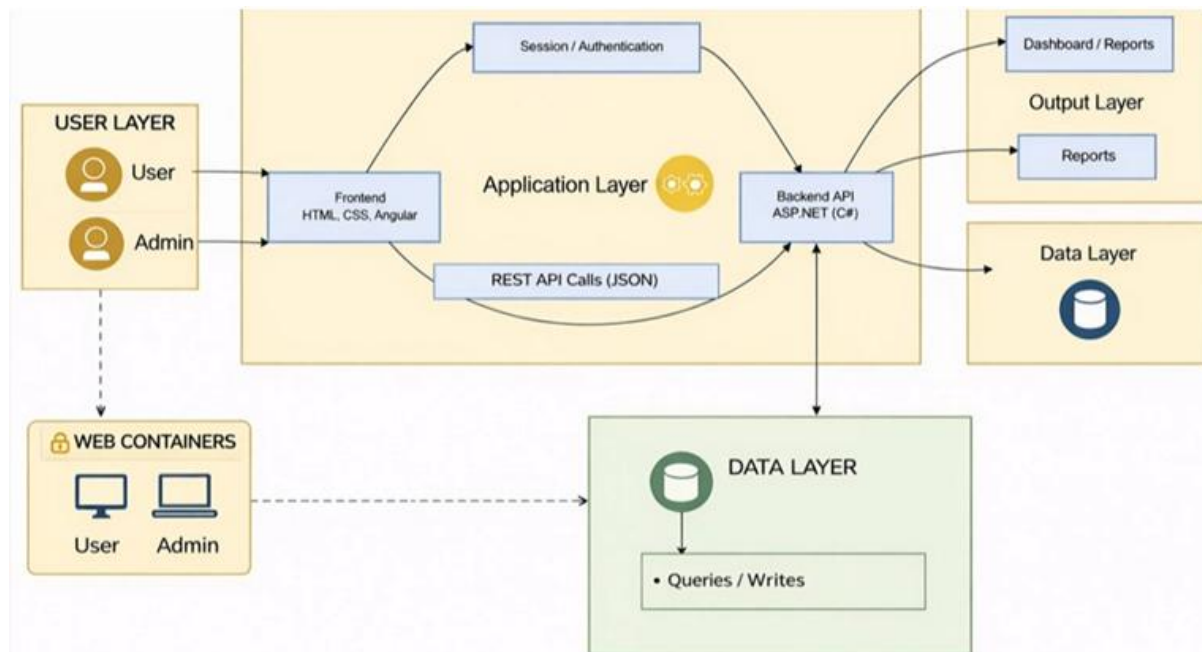 Session / Authentication
Dashboard / Reports
Output Layer
USER LAYER
User
Admin
Frontend
HTML, CSS, Angular
Application Layer
Backend API
ASP.NET (C#)
Reports
REST API Calls (JSON)
Data Layer
WEB CONTAINERS
User
Admin
DATA LAYER
• Queries / Writes